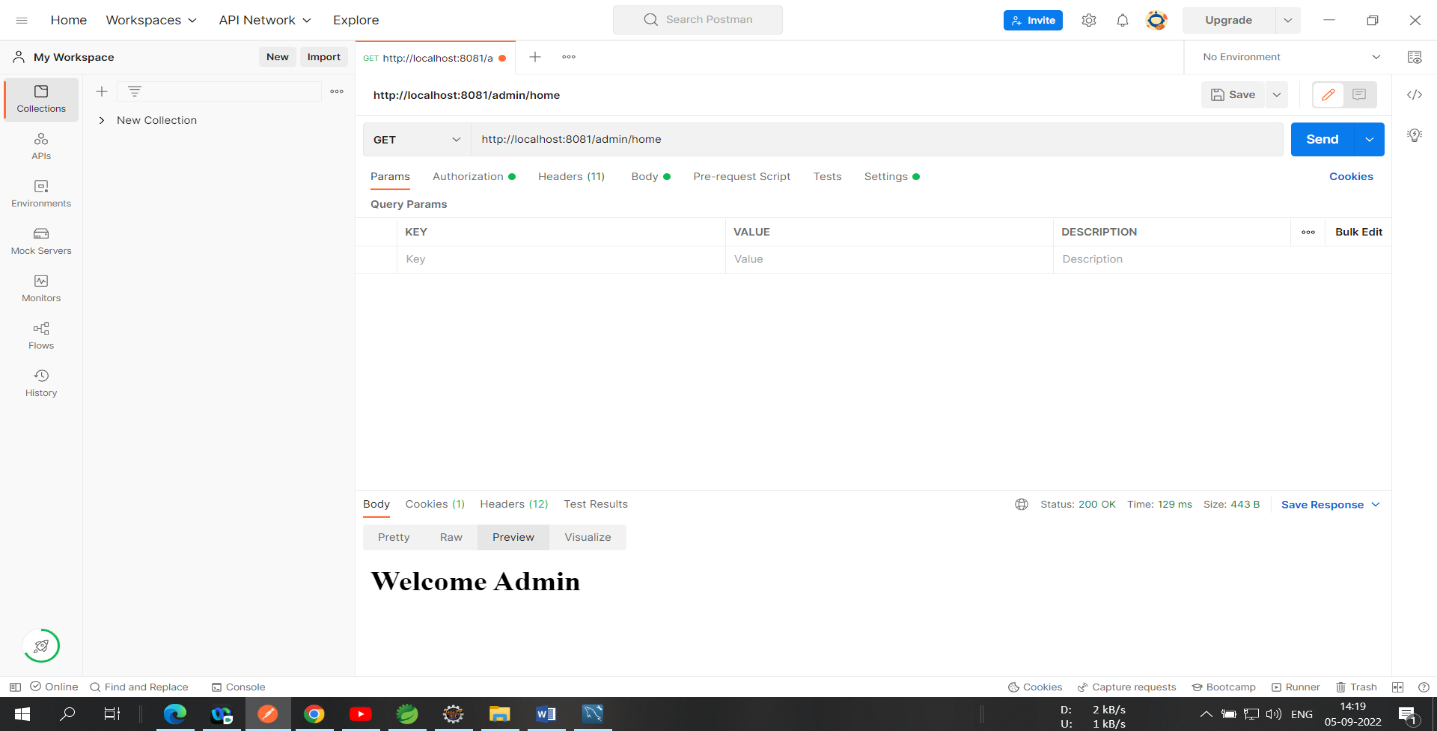 Home Workspaces API Network Explore Search Postman Invite Upgrade
My Workspace New Import GET http://localhost:8081/a No Environment
Collections
APIs
Environments
Mock Servers
Monitors
Flows
History
New Collection
http://localhost:8081/admin/home Save
GET http://localhost:8081/admin/home Send
Params Authorization Headers (11) Body Pre-request Script Tests Settings Cookies
Query Params
KEY VALUE DESCRIPTION Bulk Edit
Key Value Description
Body Cookies (1) Headers (12) Test Results Status: 200 OK Time: 129 ms Size: 443 B Save Response
Pretty Raw Preview Visualize
Welcome Admin
Online Find and Replace Console Cookies Capture requests Bootcamp Runner Trash
D: 2 kB/s
U: 1 kB/s
ENG
14:19
05-09-2022
1